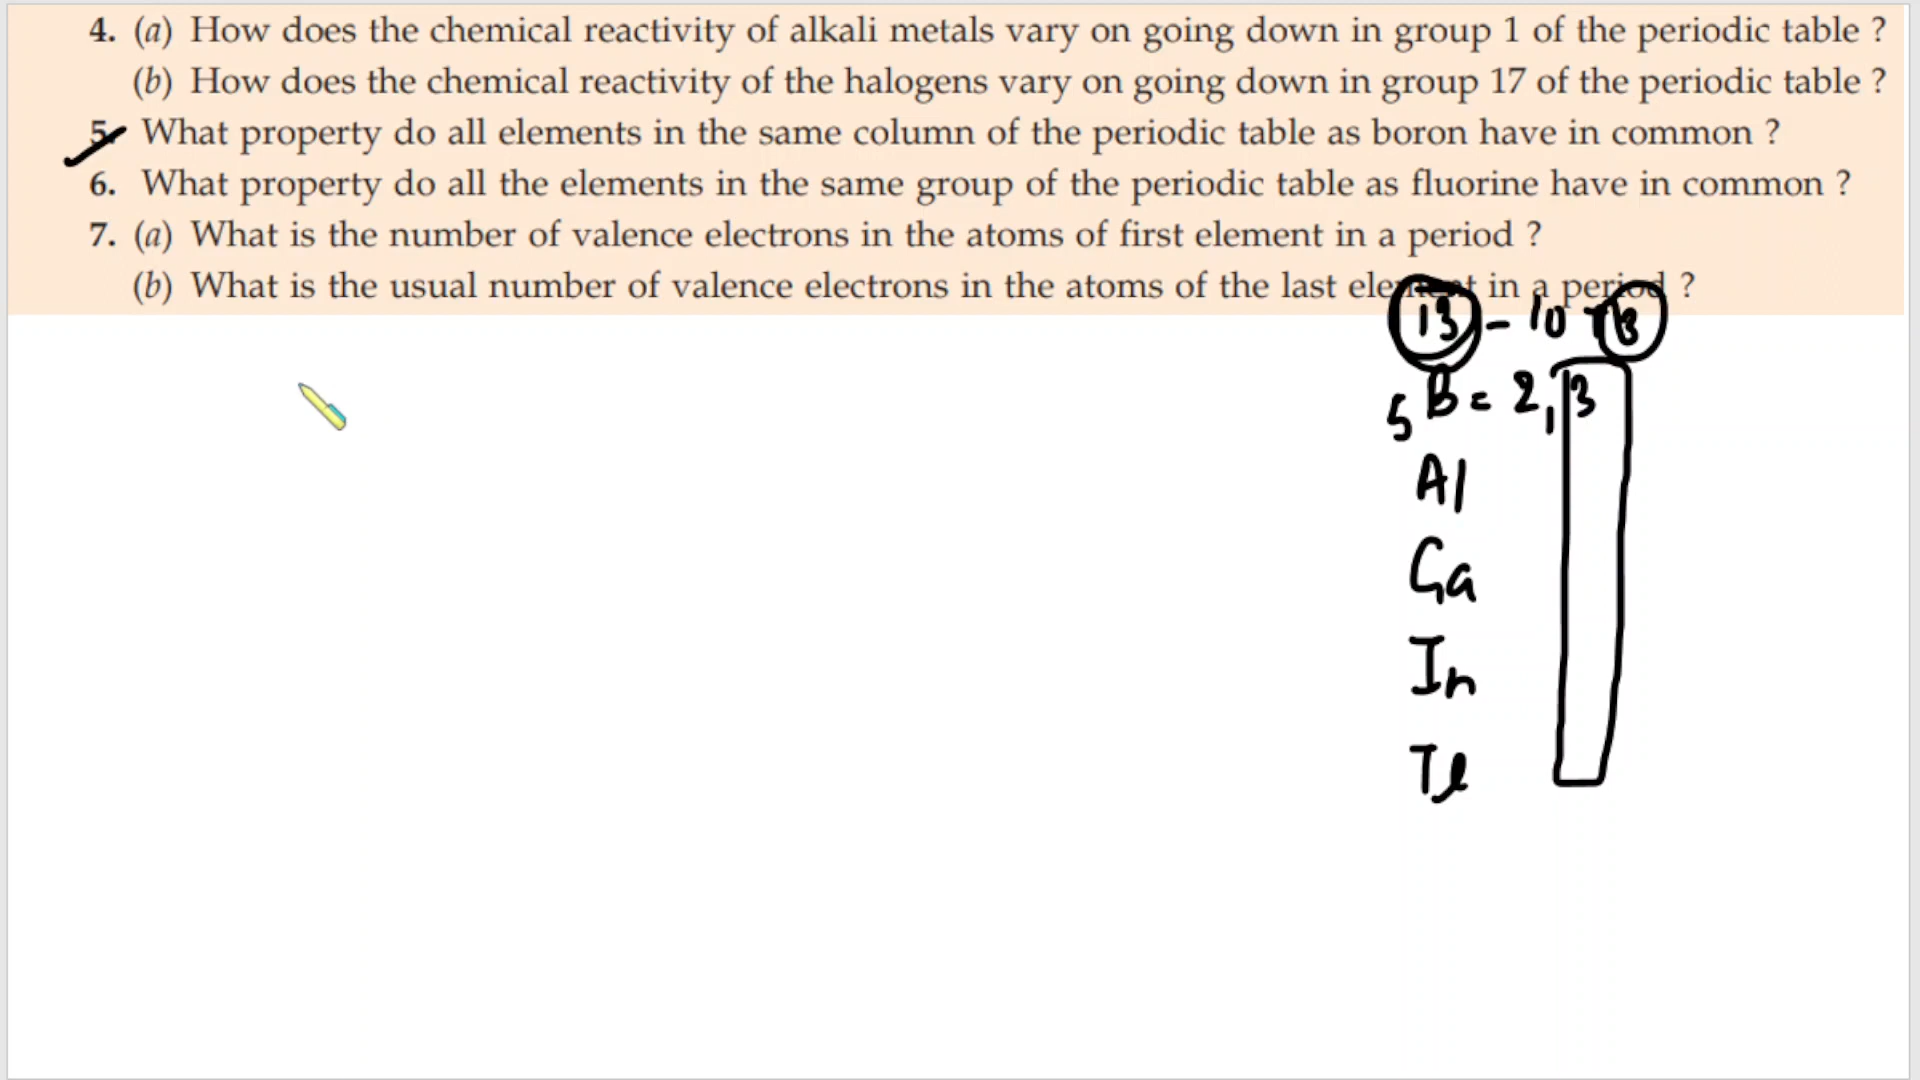 4. (a) How does the chemical reactivity of alkali metals vary on going down in group 1 of the periodic table ?
(b) How does the chemical reactivity of the halogens vary on going down in group 17 of the periodic table ?
5. What property do all elements in the same column of the periodic table as boron have in common ?
6. What property do all the elements in the same group of the periodic table as fluorine have in common ?
7. (a) What is the number of valence electrons in the atoms of first element in a period ?
(b) What is the usual number of valence electrons in the atoms of the last element in a period ?
13 - 10 = 3
5 B = 2, 3
Al
Ga
In
Tl